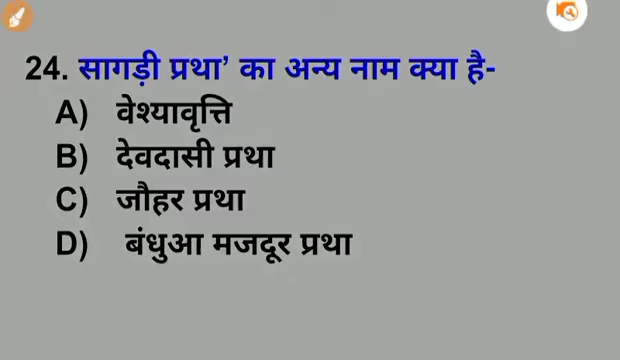 24. सागड़ी प्रथा’ का अन्य नाम क्या है-
A) वेश्यावृत्ति
B) देवदासी प्रथा
C) जौहर प्रथा
D) बंधुआ मजदूर प्रथा